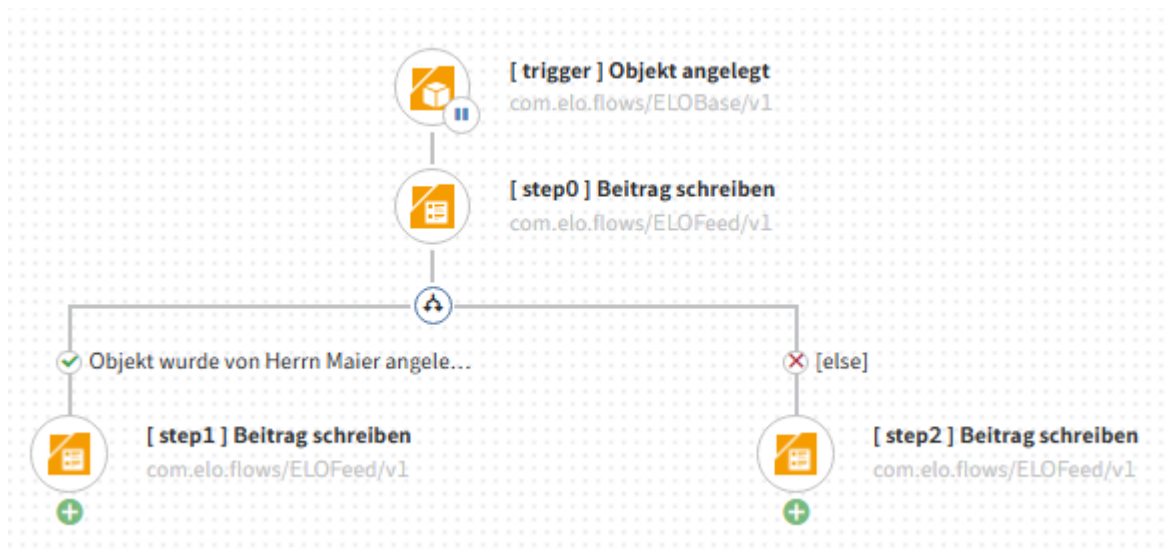 [ trigger ] Objekt angelegt
com.elo.flows/ELOBase/v1
[ step0 ] Beitrag schreiben
com.elo.flows/ELOFeed/v1
Objekt wurde von Herrn Maier angele...
[else]
[ step1 ] Beitrag schreiben
com.elo.flows/ELOFeed/v1
[ step2 ] Beitrag schreiben
com.elo.flows/ELOFeed/v1